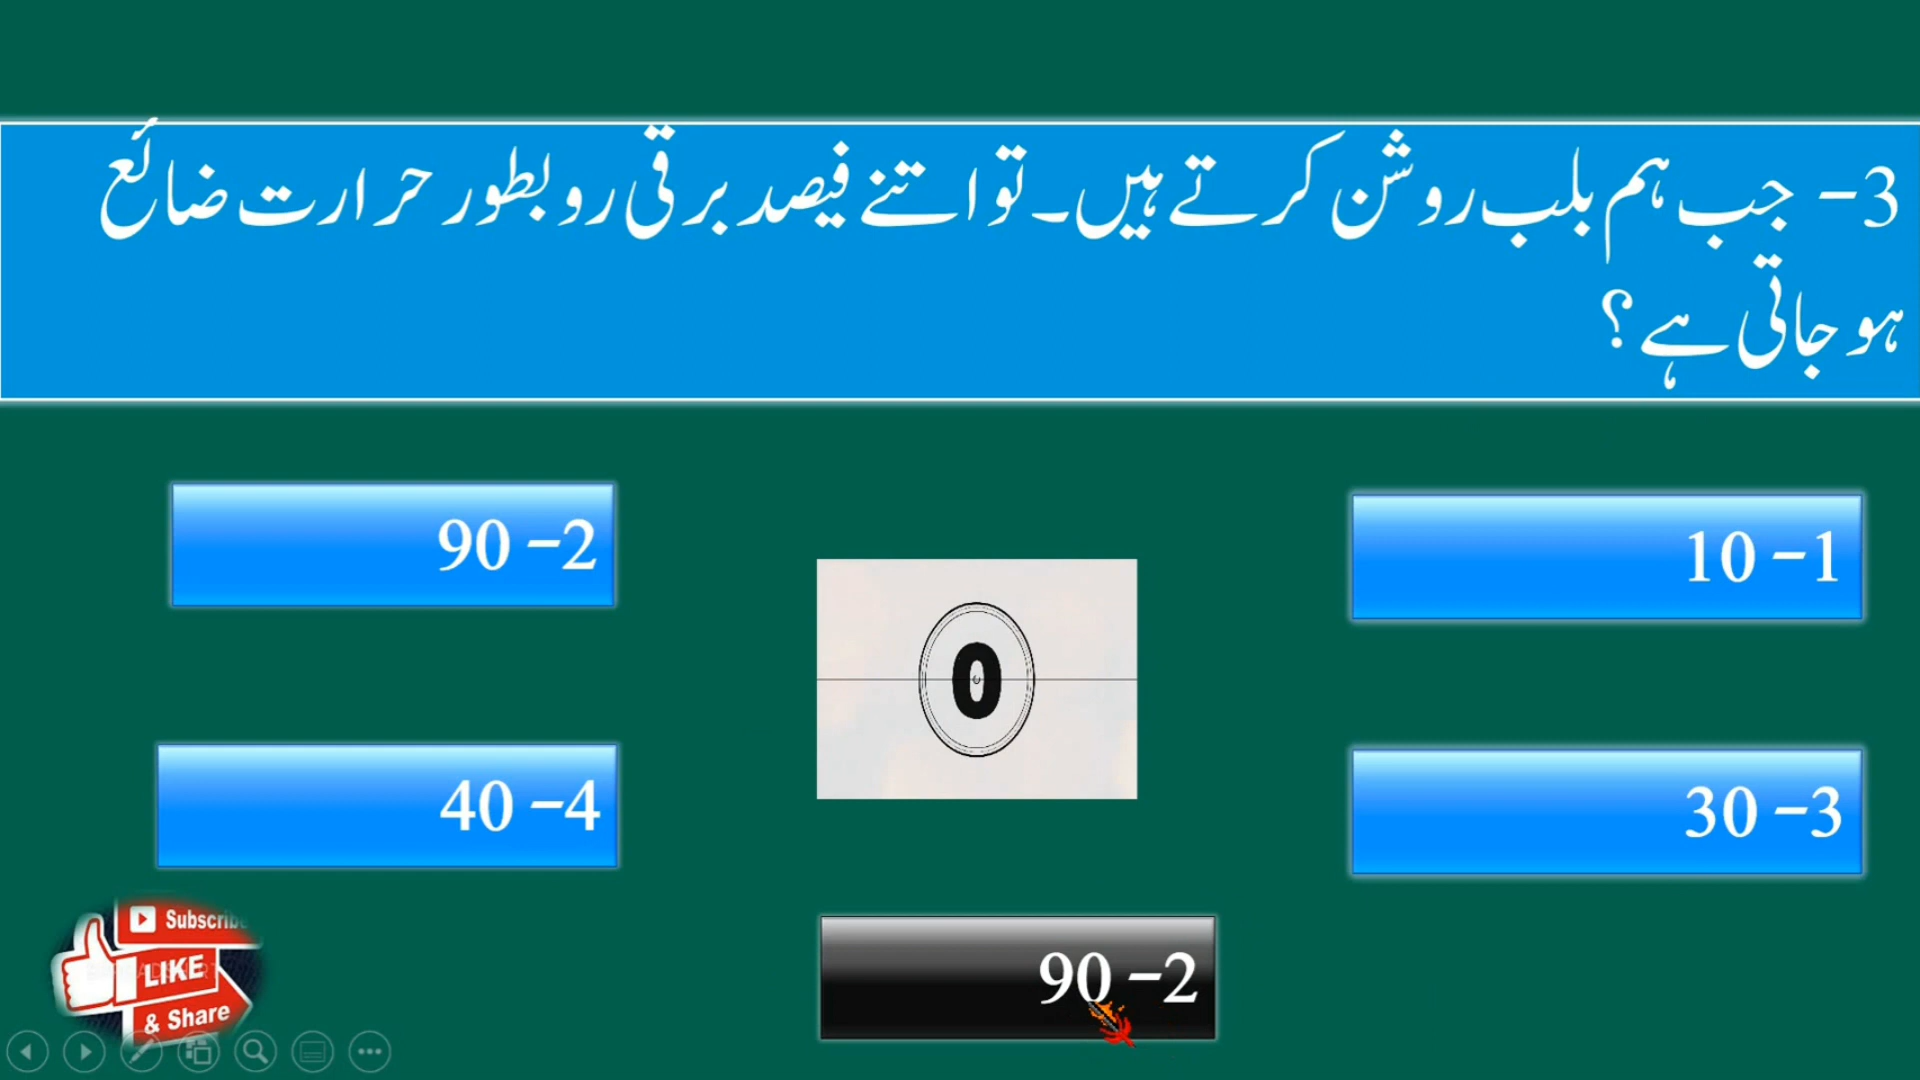 3- جب ہم بلب روشن کرتے ہیں۔ تو اتنے فیصد برقی رو بطور حرارت ضائع
ہو جاتی ہے؟
1- 10
2- 90
0
3- 30
4- 40
2- 90
Subscribe
LIKE
& Share